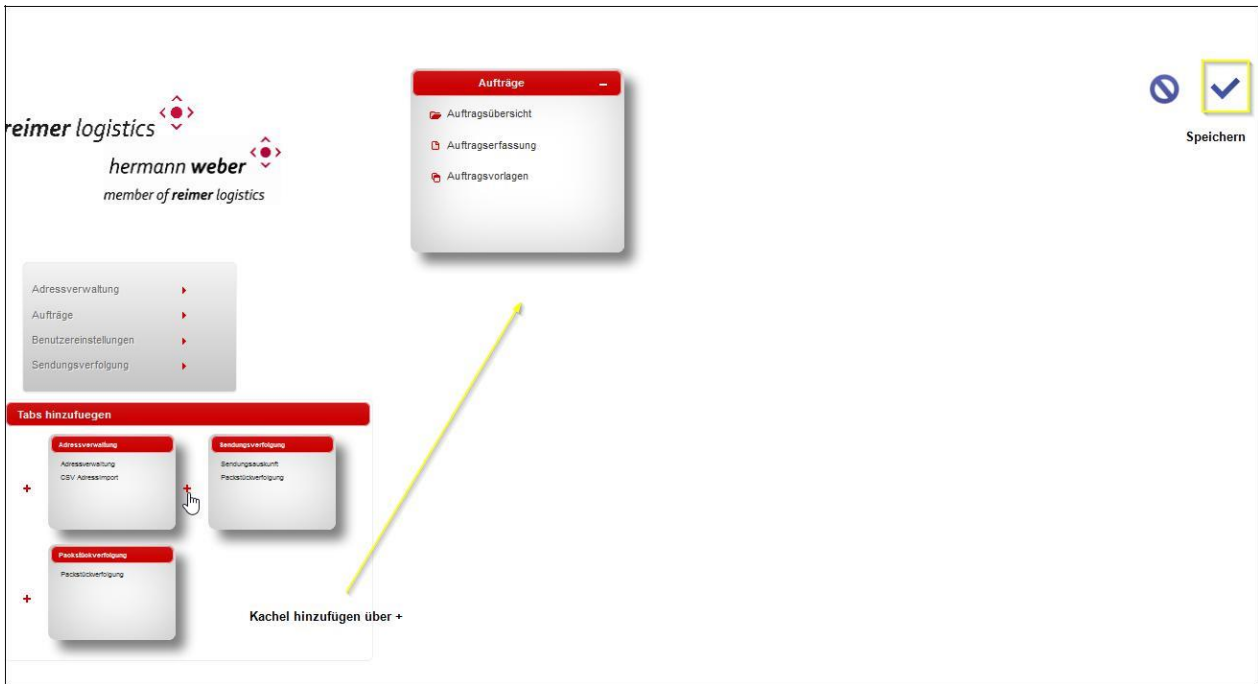 reimer logistics
hermann weber
member of reimer logistics
Aufträge
Auftragsübersicht
Auftragserfassung
Auftragsvorlagen
Speichern
Adressverwaltung
Aufträge
Benutzereinstellungen
Sendungsverfolgung
Tabs hinzufuegen
Adressverwaltung
Adressverwaltung
CSV Adressimport
Sendungsverfolgung
Sendungsauskunft
Packstückverfolgung
Packstückverfolgung
Packstückverfolgung
Kachel hinzufügen über +